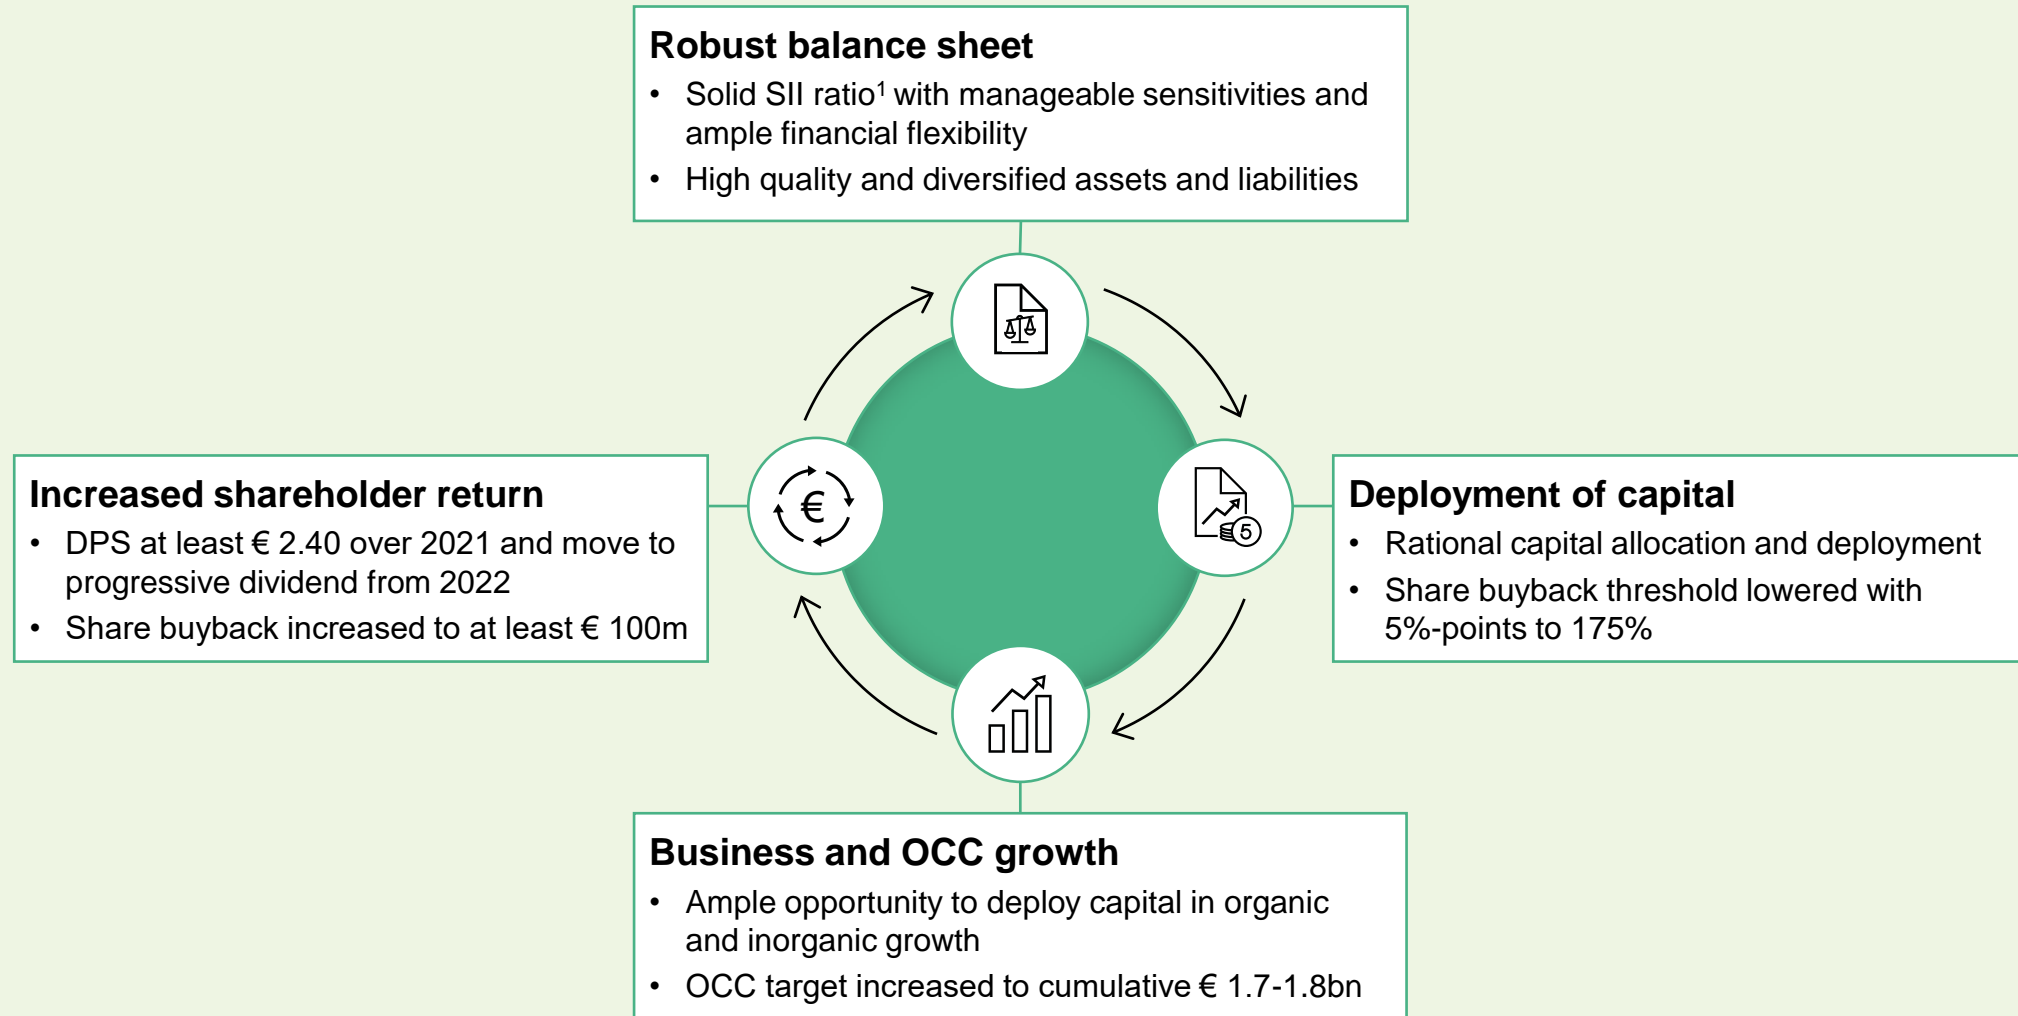 Robust balance sheet
• Solid SII ratio¹ with manageable sensitivities and
ample financial flexibility
• High quality and diversified assets and liabilities
Increased shareholder return
• DPS at least € 2.40 over 2021 and move to
progressive dividend from 2022
• Share buyback increased to at least € 100m
€
5
Deployment of capital
• Rational capital allocation and deployment
• Share buyback threshold lowered with
5%-points to 175%
Business and OCC growth
• Ample opportunity to deploy capital in organic
and inorganic growth
• OCC target increased to cumulative € 1.7-1.8bn